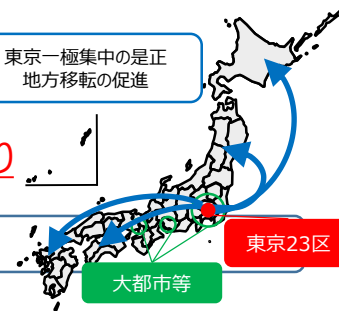 東京一極集中の是正
地方移転の促進
東京23区
大都市等